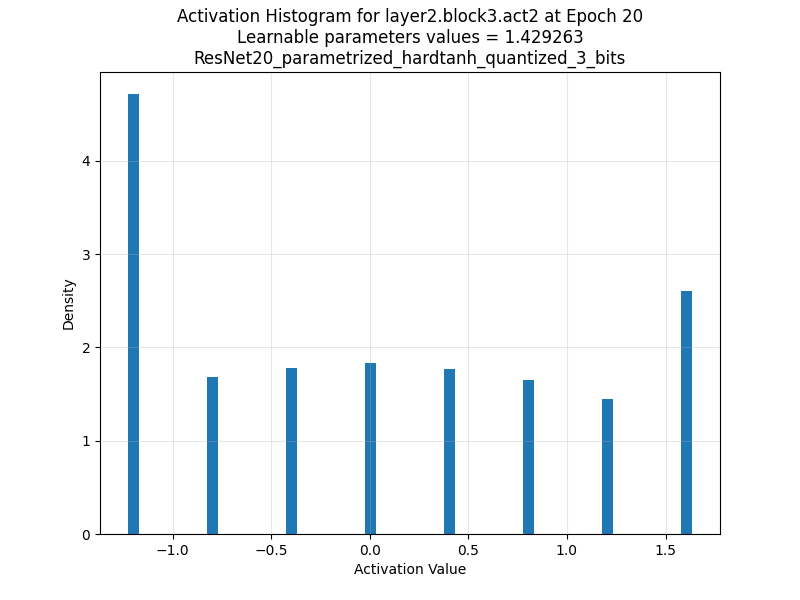 Activation Histogram for layer2.block3.act2 at Epoch 20
Learnable parameters values = 1.429263
ResNet20_parametrized_hardtanh_quantized_3_bits
Density
4
3
2
1
0
−1.0 −0.5 0.0 0.5 1.0 1.5
Activation Value